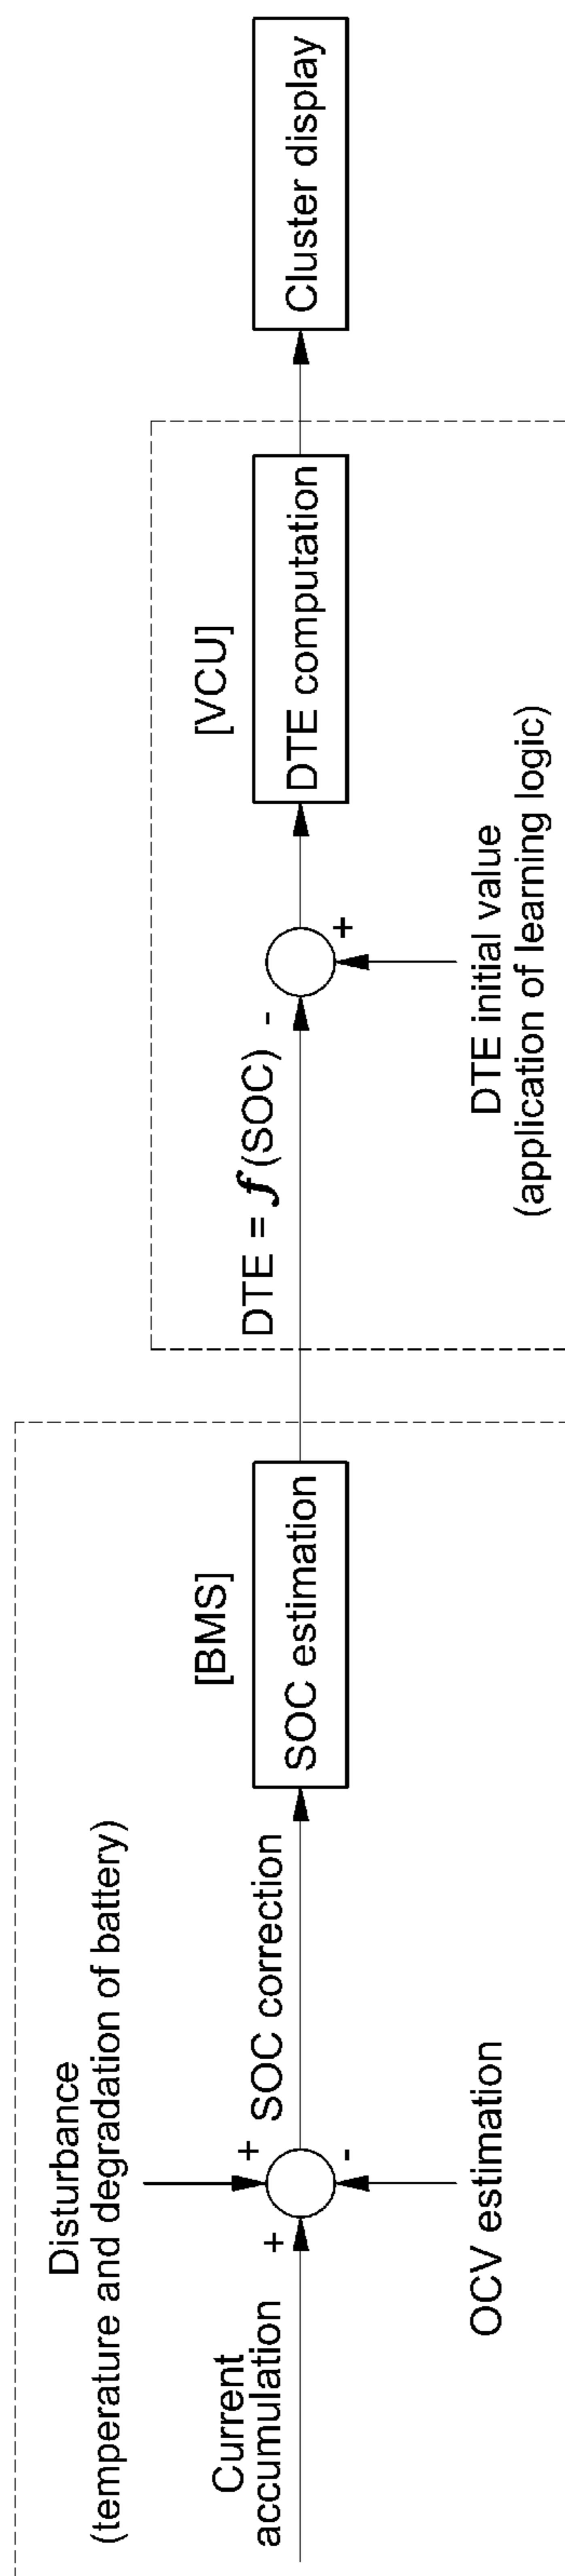 Disturbance
(temperature and degradation of battery)
Current
accumulation
+
+
-
SOC correction
OCV estimation
[BMS]
SOC estimation
DTE = f(SOC)
-
+
DTE initial value
(application of learning logic)
[VCU]
DTE computation
Cluster display